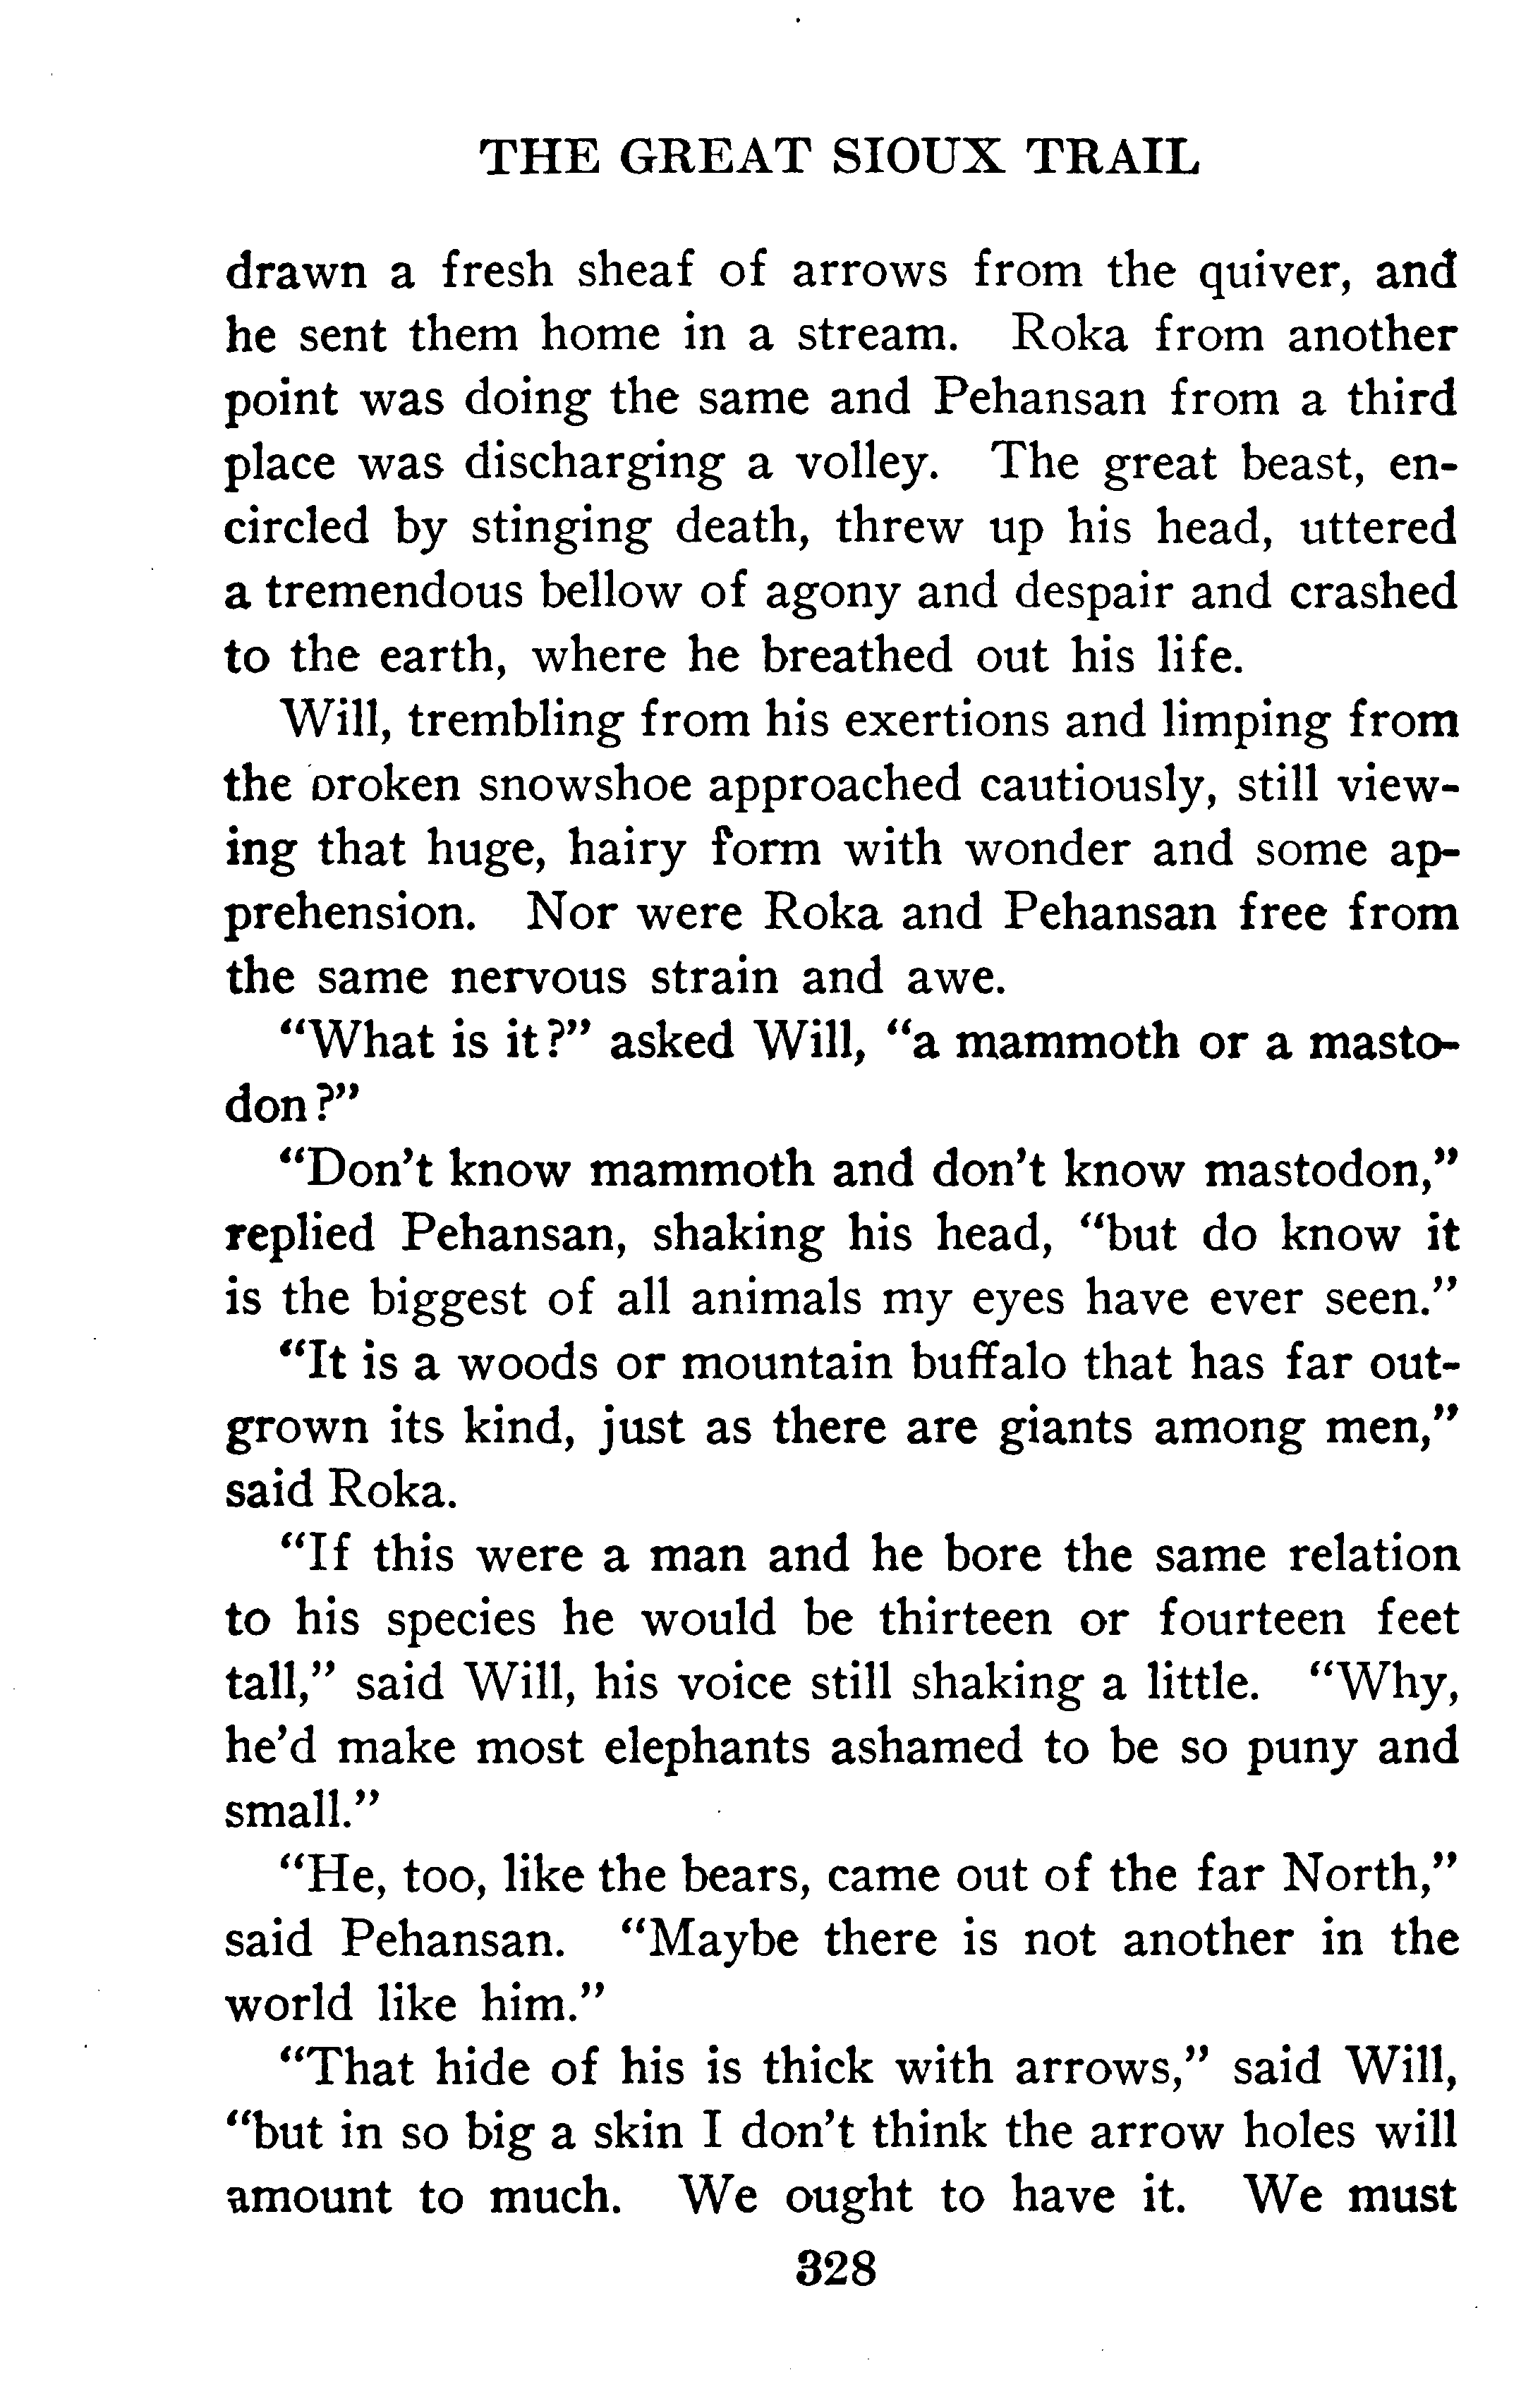 THE GREAT SIOUX TRAIL
drawn a fresh sheaf of arrows from the quiver, and
he sent them home in a stream. Roka from another
point was doing the same and Pehansan from a third
place was discharging a volley. The great beast, en-
circled by stinging death, threw up his head, uttered
a tremendous bellow of agony and despair and crashed
to the earth, where he breathed out his life.
Will, trembling from his exertions and limping from
the broken snowshoe approached cautiously, still view-
ing that huge, hairy form with wonder and some ap-
prehension. Nor were Roka and Pehansan free from
the same nervous strain and awe.
"What is it?" asked Will, "a mammoth or a masto-
don?"
"Don't know mammoth and don't know mastodon,"
replied Pehansan, shaking his head, "but do know it
is the biggest of all animals my eyes have ever seen."
"It is a woods or mountain buffalo that has far out-
grown its kind, just as there are giants among men,"
said Roka.
"If this were a man and he bore the same relation
to his species he would be thirteen or fourteen feet
tall," said Will, his voice still shaking a little. "Why,
he'd make most elephants ashamed to be so puny and
small."
"He, too, like the bears, came out of the far North,"
said Pehansan. "Maybe there is not another in the
world like him."
"That hide of his is thick with arrows," said Will,
"but in so big a skin I don't think the arrow holes will
amount to much. We ought to have it. We must
328